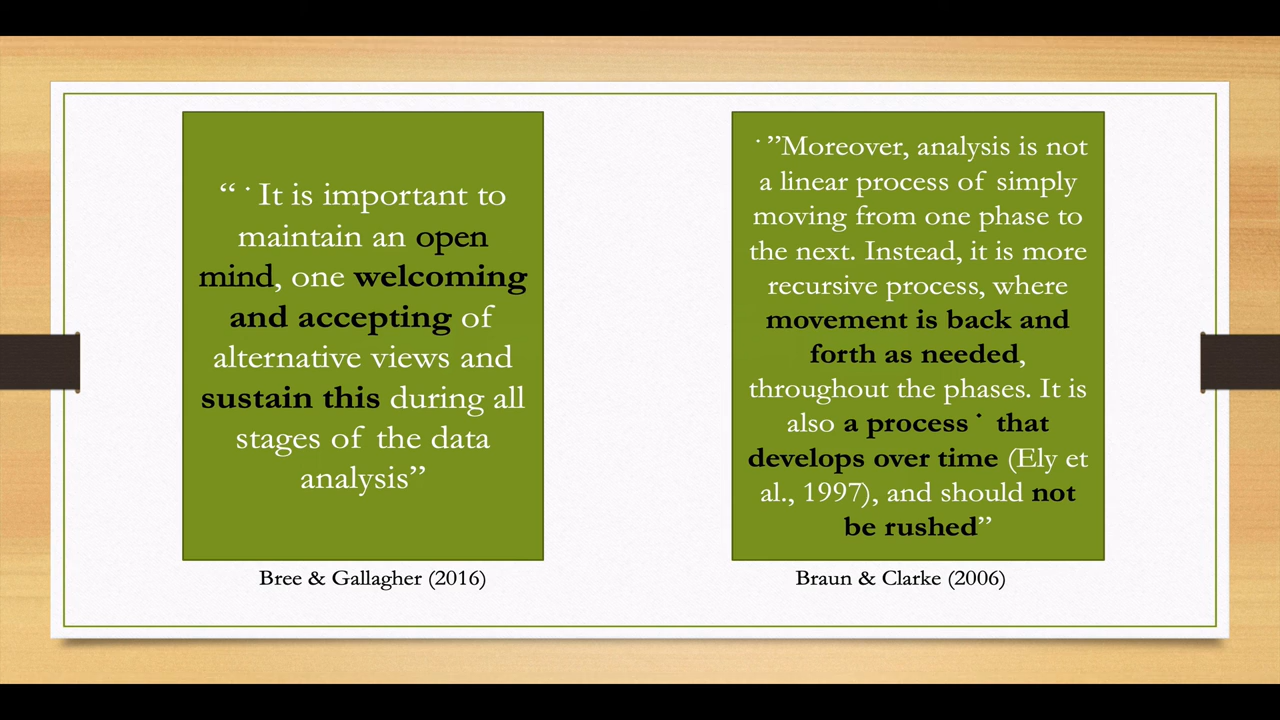 “ ˙ It is important to
maintain an open
mind, one welcoming
and accepting of
alternative views and
sustain this during all
stages of the data
analysis”
Bree & Gallagher (2016)
˙ ”Moreover, analysis is not
a linear process of simply
moving from one phase to
the next. Instead, it is more
recursive process, where
movement is back and
forth as needed,
throughout the phases. It is
also a process ˙ that
develops over time (Ely et
al., 1997), and should not
be rushed”
Braun & Clarke (2006)